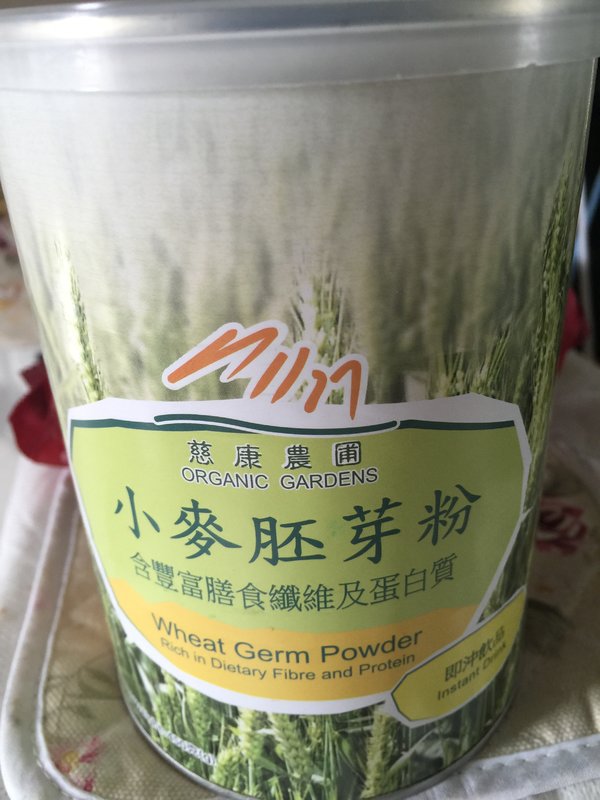 慈康農圃
ORGANIC GARDENS
小麥胚芽粉
含豐富膳食纖維及蛋白質
Wheat Germ Powder
Rich in Dietary Fibre and Protein
即沖飲品
Instant Drink